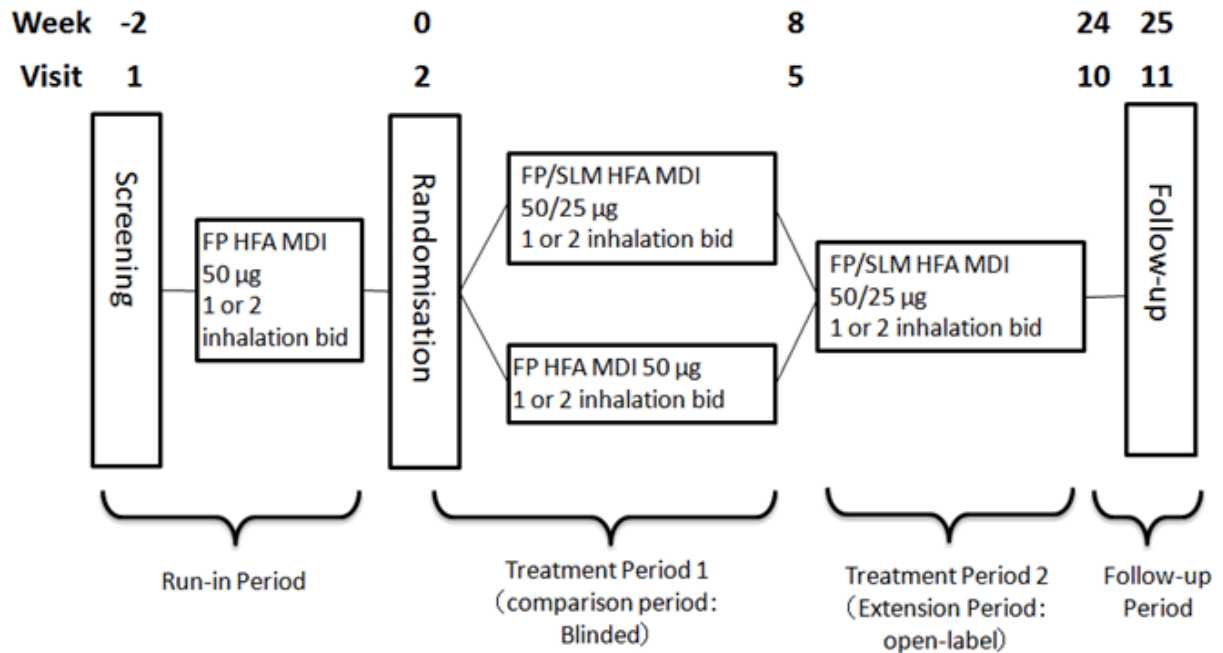 Week -2 0 8 24 25
Visit 1 2 5 10 11
Screening
FP HFA MDI
50 µg
1 or 2
inhalation bid
Randomisation
FP/SLM HFA MDI
50/25 µg
1 or 2 inhalation bid
FP HFA MDI 50 µg
1 or 2 inhalation bid
FP/SLM HFA MDI
50/25 µg
1 or 2 inhalation bid
Follow-up
Run-in Period
Treatment Period 1
（comparison period：
Blinded）
Treatment Period 2
（Extension Period：
open-label）
Follow-up
Period